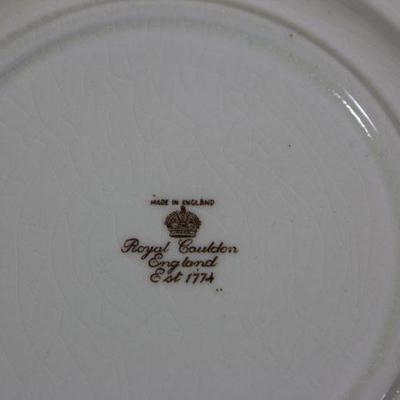 MADE IN ENGLAND
Royal Cauldon
England
Est 1774